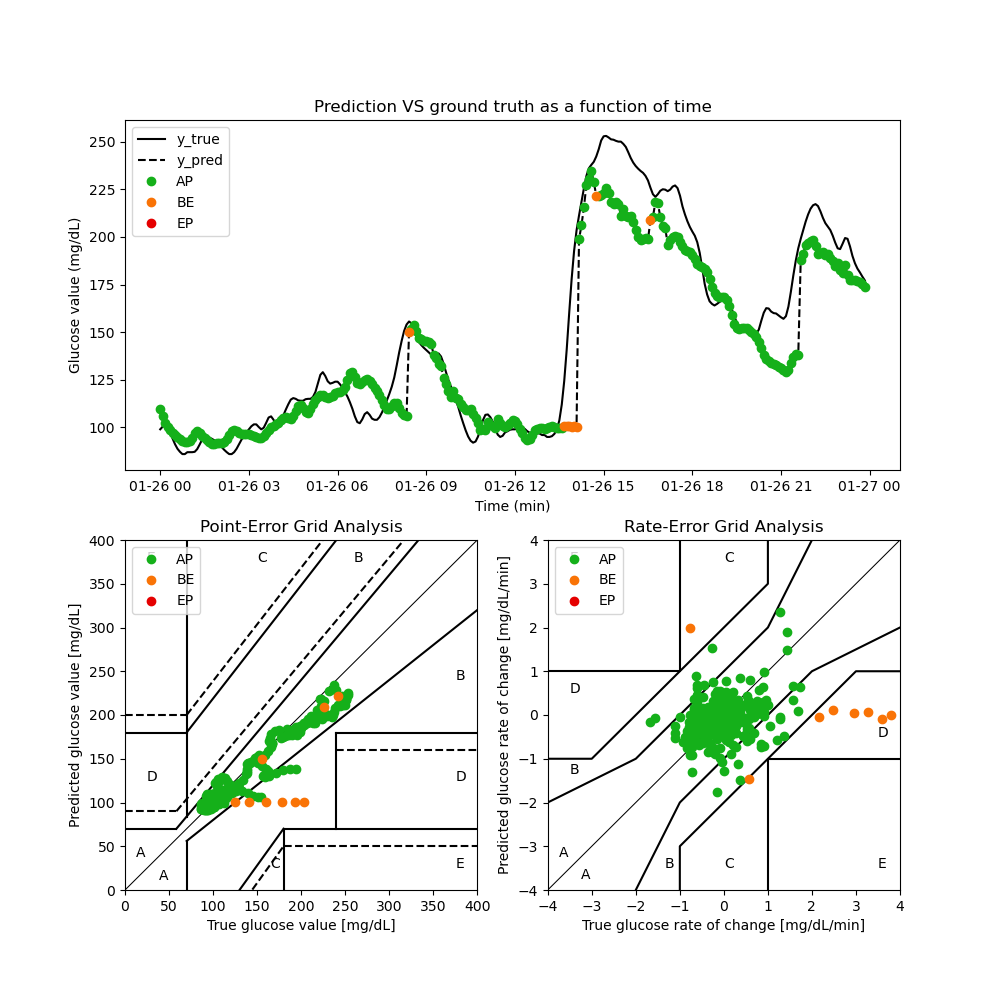 Prediction VS ground truth as a function of time
Glucose value (mg/dL)
250
225
200
175
150
125
100
y_true
y_pred
AP
BE
EP
01-26 00 01-26 03 01-26 06 01-26 09 01-26 12 01-26 15 01-26 18 01-26 21 01-27 00
Time (min)
Point-Error Grid Analysis
Predicted glucose value [mg/dL]
400
350
300
250
200
150
100
50
0
AP
BE
EP
C
B
B
D
D
A
A
C
E
0 50 100 150 200 250 300 350 400
True glucose value [mg/dL]
Rate-Error Grid Analysis
Predicted glucose rate of change [mg/dL/min]
4
3
2
1
0
−1
−2
−3
−4
AP
BE
EP
C
D
D
B
A
A
B
C
E
−4 −3 −2 −1 0 1 2 3 4
True glucose rate of change [mg/dL/min]